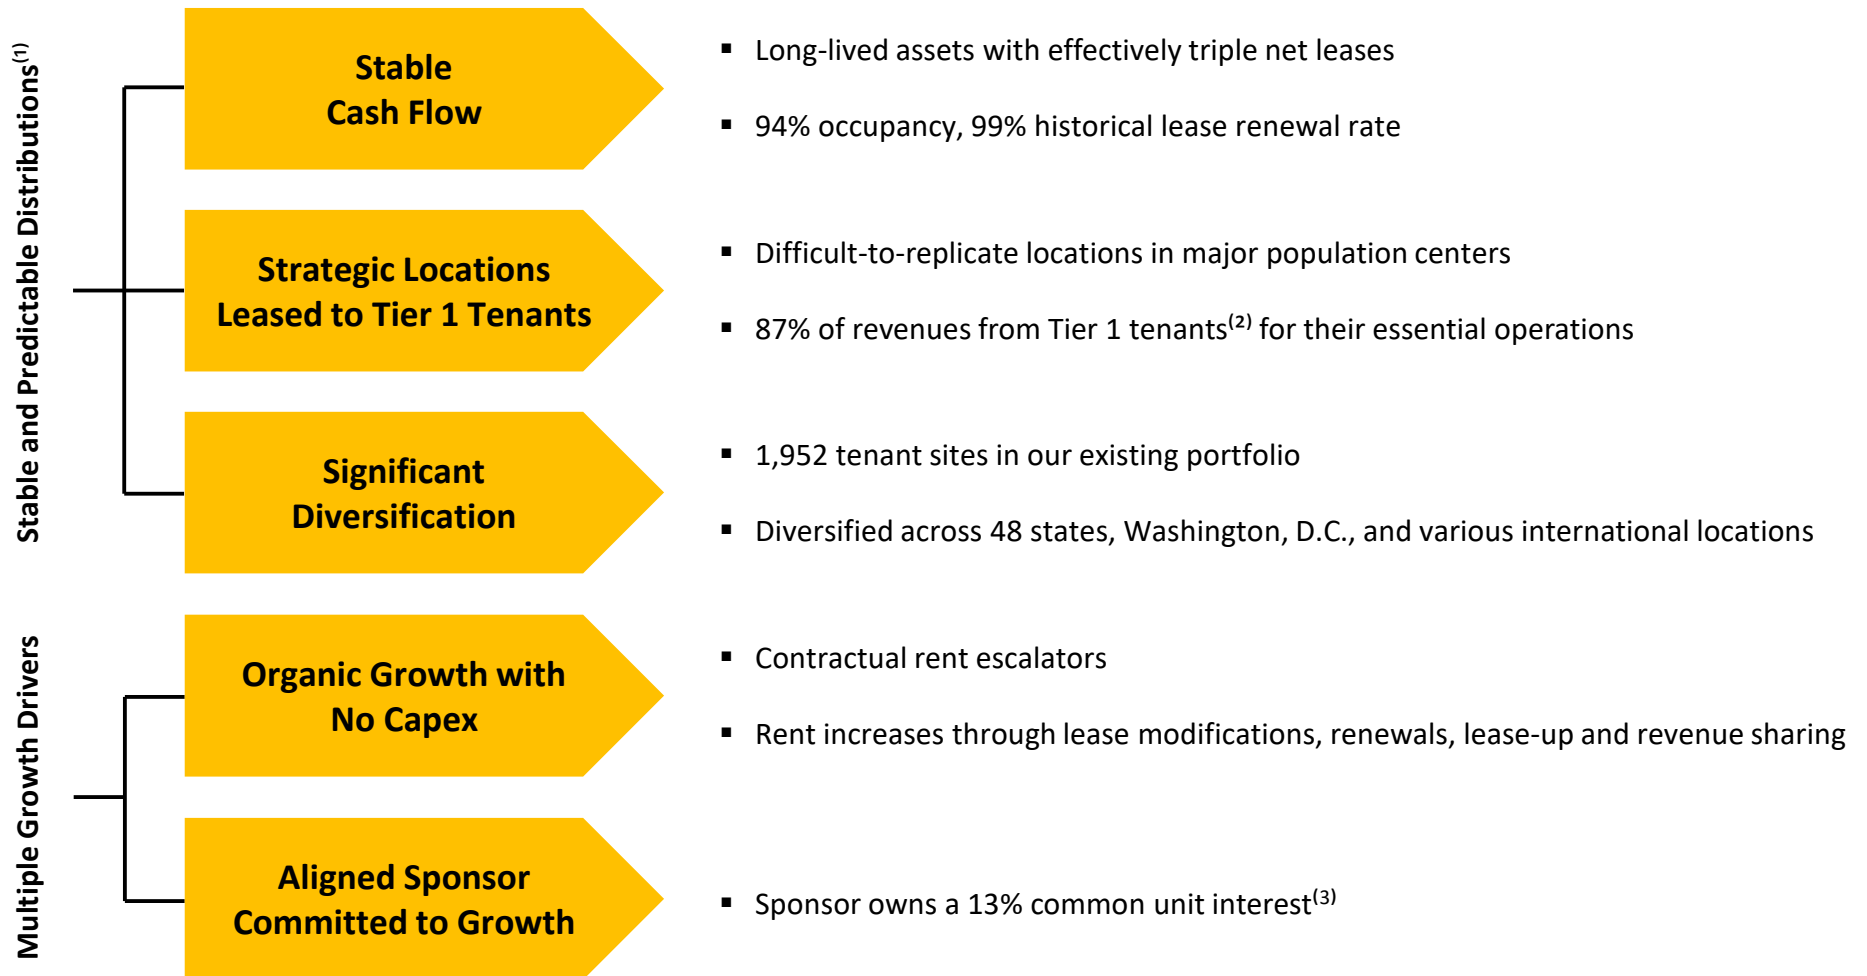 Stable and Predictable Distributions(1)
Stable
Cash Flow
▪ Long-lived assets with effectively triple net leases
▪ 94% occupancy, 99% historical lease renewal rate
Strategic Locations
Leased to Tier 1 Tenants
▪ Difficult-to-replicate locations in major population centers
▪ 87% of revenues from Tier 1 tenants(2) for their essential operations
Significant
Diversification
▪ 1,952 tenant sites in our existing portfolio
▪ Diversified across 48 states, Washington, D.C., and various international locations
Multiple Growth Drivers
Organic Growth with
No Capex
▪ Contractual rent escalators
▪ Rent increases through lease modifications, renewals, lease-up and revenue sharing
Aligned Sponsor
Committed to Growth
▪ Sponsor owns a 13% common unit interest(3)